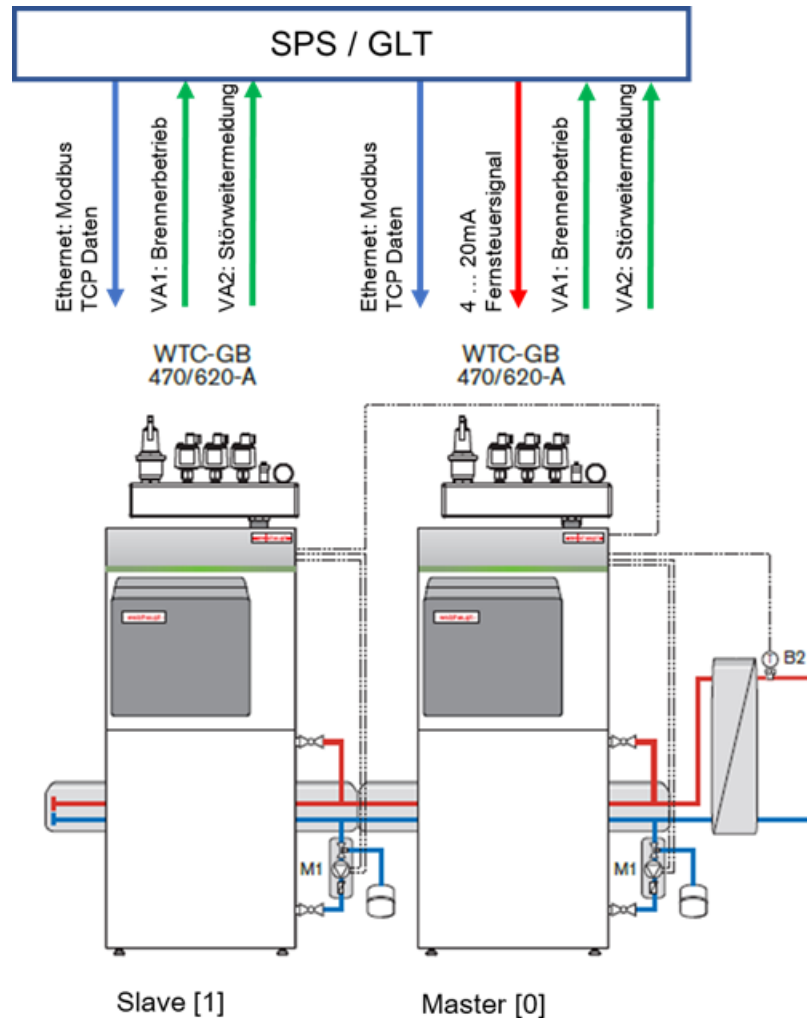 SPS / GLT
Ethernet: Modbus
TCP Daten
VA1: Brennerbetrieb
VA2: Störweitermeldung
Ethernet: Modbus
TCP Daten
4 ... 20mA
Fernsteuersignal
VA1: Brennerbetrieb
VA2: Störweitermeldung
WTC-GB
470/620-A
WTC-GB
470/620-A
B2
M1
M1
Slave [1]
Master [0]